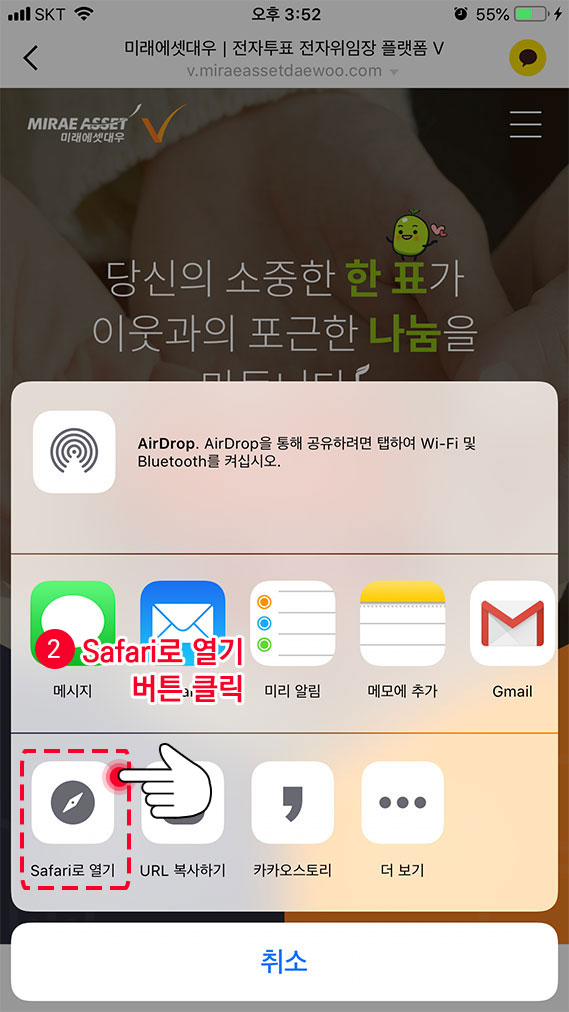 SKT 오후 3:52 55%
미래에셋대우 | 전자투표 전자위임장 플랫폼 V
v.miraeassetdaewoo.com
MIRAE ASSET
미래에셋대우
당신의 소중한 한 표가
이웃과의 포근한 나눔을
AirDrop. AirDrop을 통해 공유하려면 탭하여 Wi-Fi 및
Bluetooth를 켜십시오.
2 Safari로 열기
버튼 클릭
메시지 미리 알림 메모에 추가 Gmail
Safari로 열기 URL 복사하기 카카오스토리 더 보기
취소